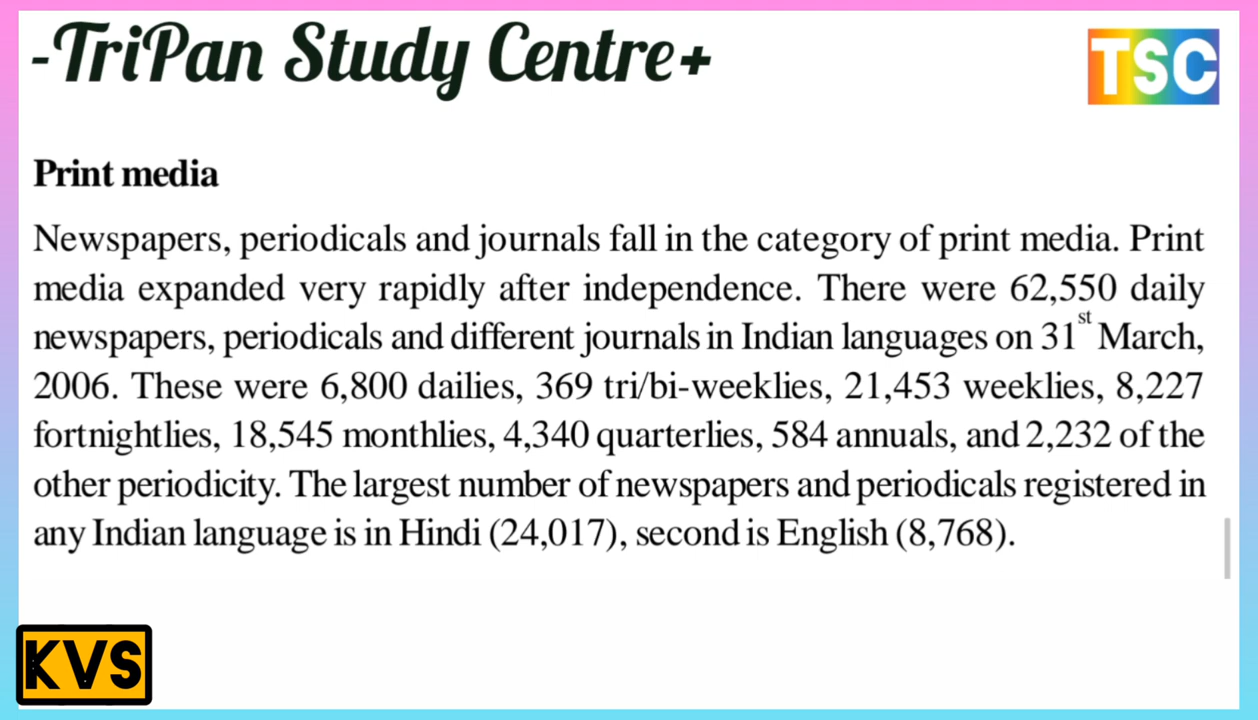 -TriPan Study Centre+
TSC
Print media
Newspapers, periodicals and journals fall in the category of print media. Print
media expanded very rapidly after independence. There were 62,550 daily
newspapers, periodicals and different journals in Indian languages on 31st March,
2006. These were 6,800 dailies, 369 tri/bi-weeklies, 21,453 weeklies, 8,227
fortnightlies, 18,545 monthlies, 4,340 quarterlies, 584 annuals, and 2,232 of the
other periodicity. The largest number of newspapers and periodicals registered in
any Indian language is in Hindi (24,017), second is English (8,768).
KVS